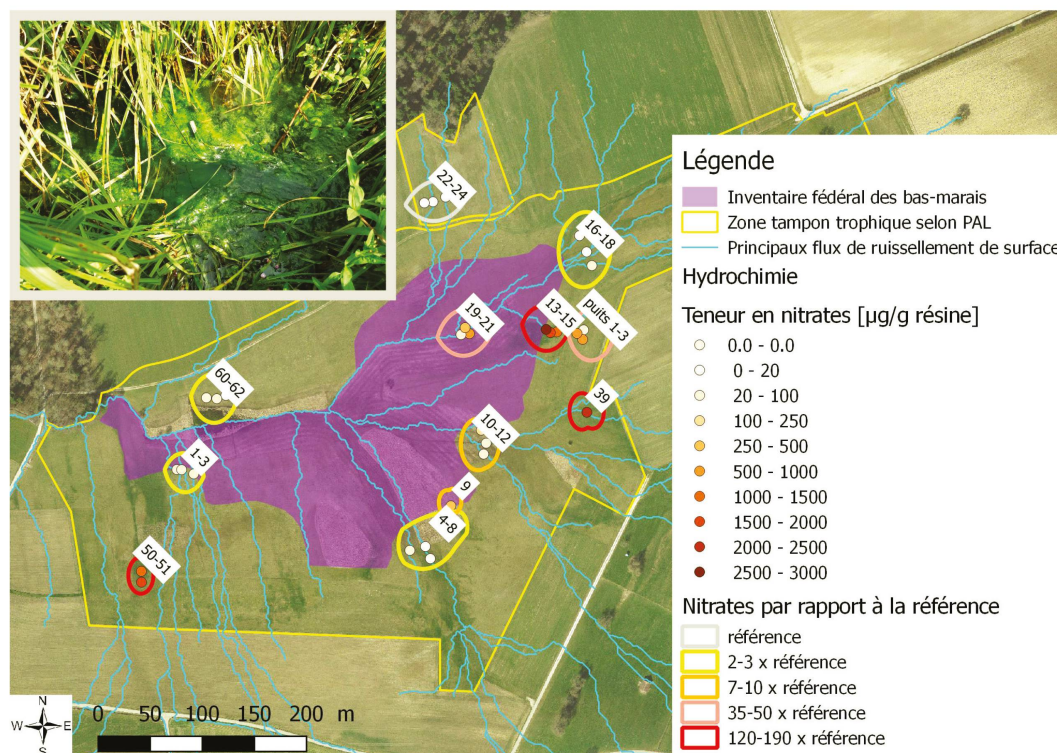 22-24
16-18
19-21
13-15
puits 1-3
60-62
39
10-12
1-3
9
4-8
50-51
N
W E
S
0 50 100 150 200 m
Légende
Inventaire fédéral des bas-marais
Zone tampon trophique selon PAL
Principaux flux de ruissellement de surface
Hydrochimie
Teneur en nitrates [µg/g résine]
0.0 - 0.0
0 - 20
20 - 100
100 - 250
250 - 500
500 - 1000
1000 - 1500
1500 - 2000
2000 - 2500
2500 - 3000
Nitrates par rapport à la référence
référence
2-3 x référence
7-10 x référence
35-50 x référence
120-190 x référence